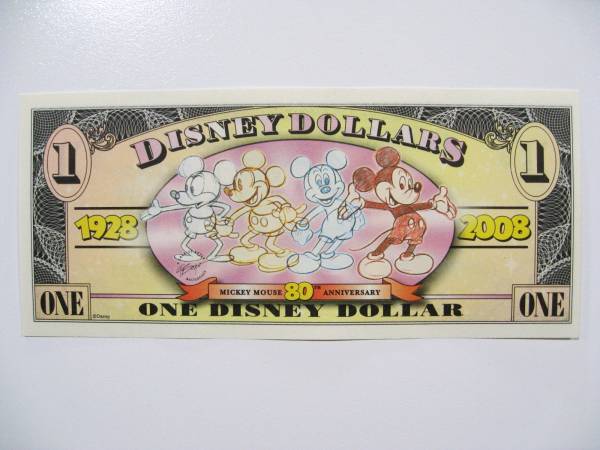 DISNEY DOLLARS
1 1
1928 2008
MICKEY MOUSE 80TH ANNIVERSARY
ONE ONE DISNEY DOLLAR ONE
©Disney